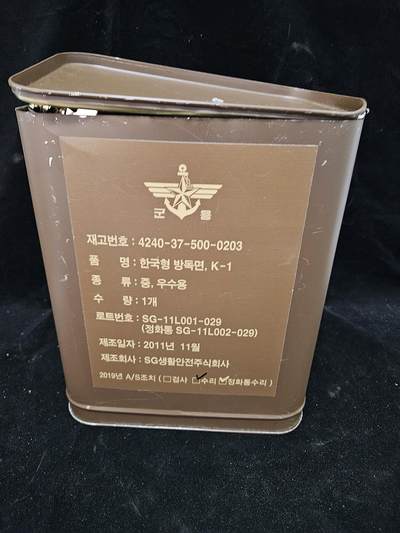 군 용
재고번호 : 4240-37-500-0203
품 명 : 한국형 방독면, K-1
종 류 : 중, 우수용
수 량 : 1개
로트번호 : SG-11L001-029
(정화통 SG-11L002-029)
제조일자 : 2011년 11월
제조회사 : SG생활안전주식회사
2019년 A/S조치 ( □검사 ☑수리 ☑정화통수리 )